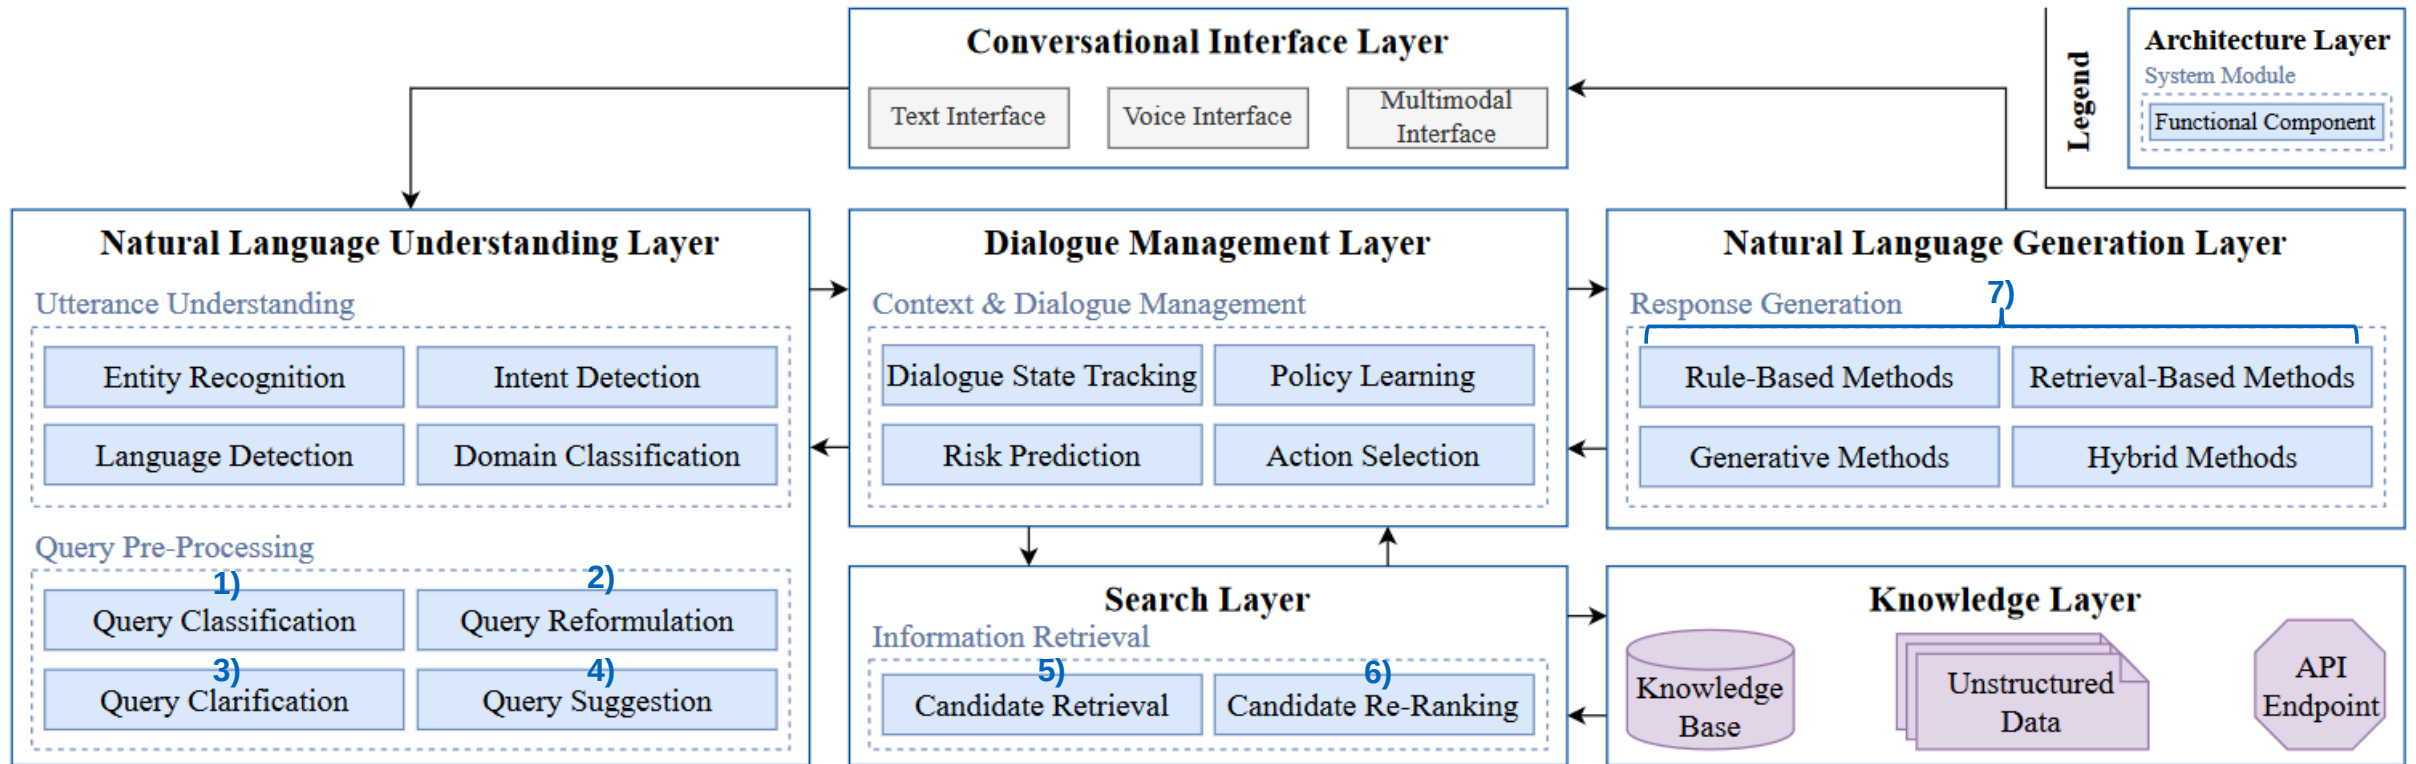 Conversational Interface Layer
Text Interface
Voice Interface
Multimodal
Interface
Legend
Architecture Layer
System Module
Functional Component
Natural Language Understanding Layer
Utterance Understanding
Entity Recognition
Intent Detection
Language Detection
Domain Classification
Query Pre-Processing
1)
Query Classification
2)
Query Reformulation
3)
Query Clarification
4)
Query Suggestion
Dialogue Management Layer
Context & Dialogue Management
Dialogue State Tracking
Policy Learning
Risk Prediction
Action Selection
Natural Language Generation Layer
Response Generation
7)
Rule-Based Methods
Retrieval-Based Methods
Generative Methods
Hybrid Methods
Search Layer
Information Retrieval
5)
Candidate Retrieval
6)
Candidate Re-Ranking
Knowledge Layer
Knowledge
Base
Unstructured
Data
API
Endpoint